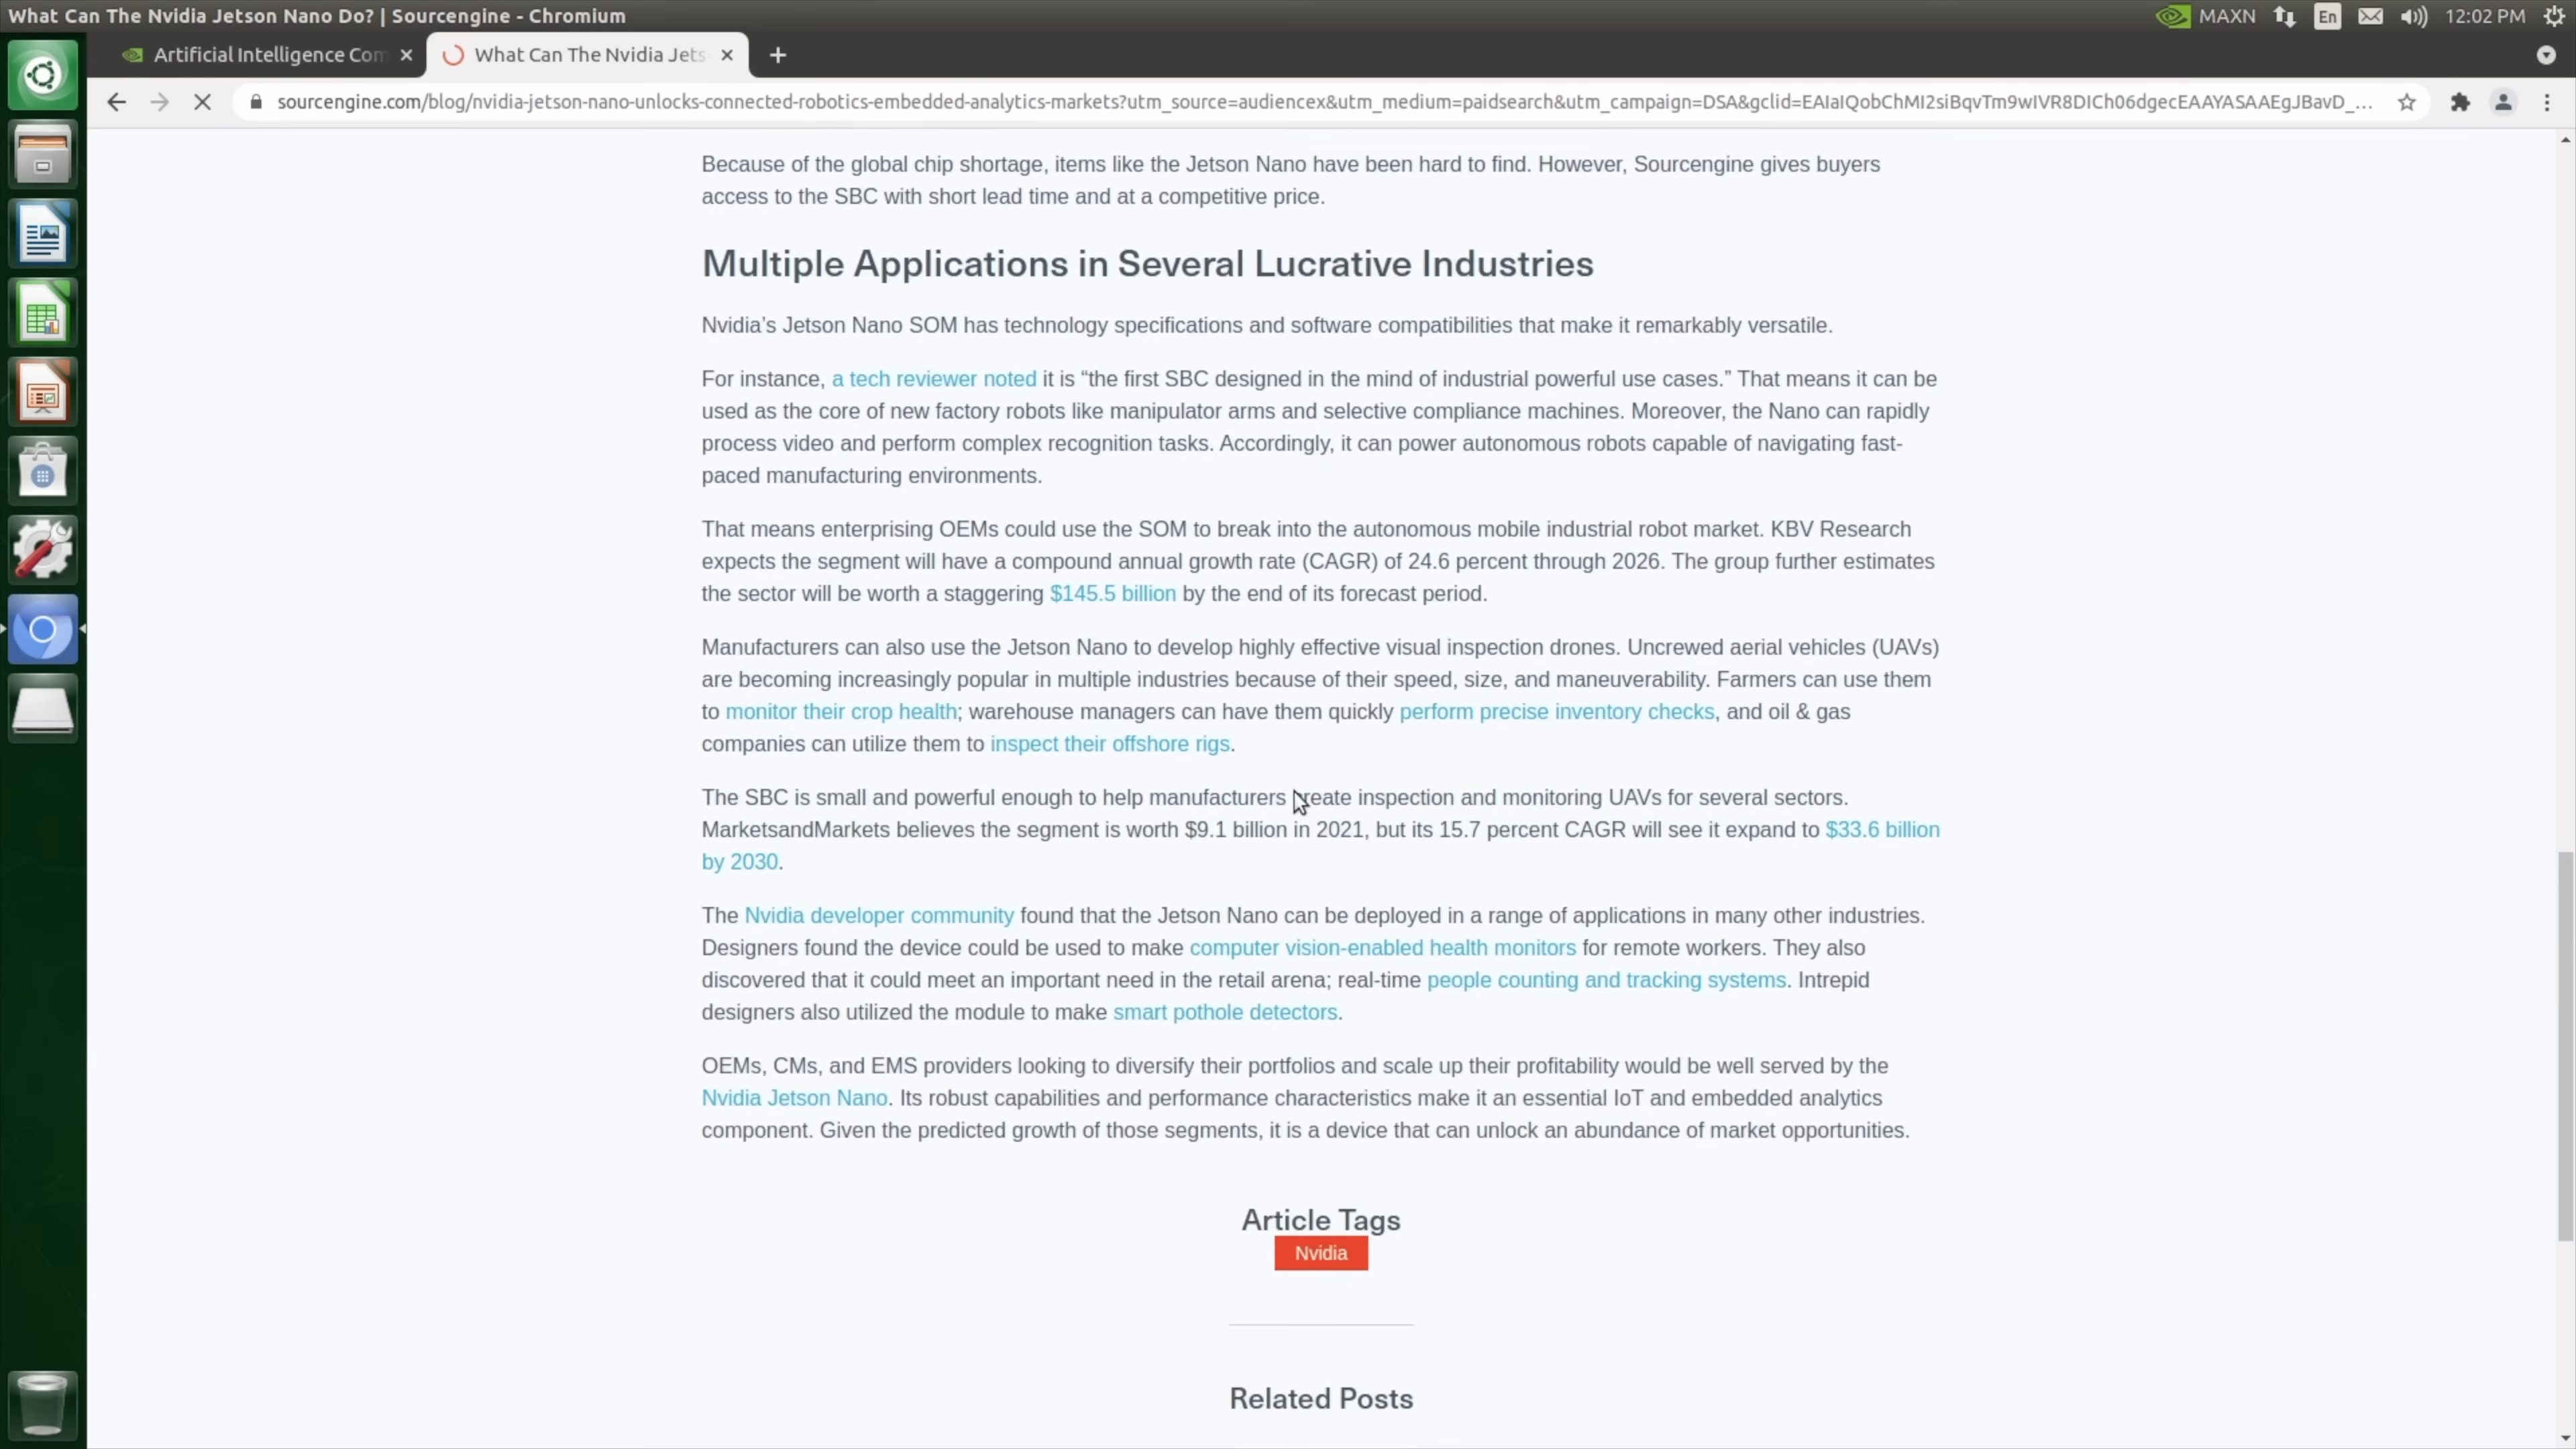 What Can The Nvidia Jetson Nano Do? | Sourcengine - Chromium
MAXN
En
12:02 PM
Artificial Intelligence Com
What Can The Nvidia Jets
sourcengine.com/blog/nvidia-jetson-nano-unlocks-connected-robotics-embedded-analytics-markets?utm_source=audiencex&utm_medium=paidsearch&utm_campaign=DSA&gclid=EAIaIQobChMI2siBqvTm9wIVR8DICh06dgecEAAYASAAEgJBavD_...
Because of the global chip shortage, items like the Jetson Nano have been hard to find. However, Sourcengine gives buyers
access to the SBC with short lead time and at a competitive price.
Multiple Applications in Several Lucrative Industries
Nvidia’s Jetson Nano SOM has technology specifications and software compatibilities that make it remarkably versatile.
For instance, a tech reviewer noted it is “the first SBC designed in the mind of industrial powerful use cases.” That means it can be
used as the core of new factory robots like manipulator arms and selective compliance machines. Moreover, the Nano can rapidly
process video and perform complex recognition tasks. Accordingly, it can power autonomous robots capable of navigating fast-
paced manufacturing environments.
That means enterprising OEMs could use the SOM to break into the autonomous mobile industrial robot market. KBV Research
expects the segment will have a compound annual growth rate (CAGR) of 24.6 percent through 2026. The group further estimates
the sector will be worth a staggering $145.5 billion by the end of its forecast period.
Manufacturers can also use the Jetson Nano to develop highly effective visual inspection drones. Uncrewed aerial vehicles (UAVs)
are becoming increasingly popular in multiple industries because of their speed, size, and maneuverability. Farmers can use them
to monitor their crop health; warehouse managers can have them quickly perform precise inventory checks, and oil & gas
companies can utilize them to inspect their offshore rigs.
The SBC is small and powerful enough to help manufacturers create inspection and monitoring UAVs for several sectors.
MarketsandMarkets believes the segment is worth $9.1 billion in 2021, but its 15.7 percent CAGR will see it expand to $33.6 billion
by 2030.
The Nvidia developer community found that the Jetson Nano can be deployed in a range of applications in many other industries.
Designers found the device could be used to make computer vision-enabled health monitors for remote workers. They also
discovered that it could meet an important need in the retail arena; real-time people counting and tracking systems. Intrepid
designers also utilized the module to make smart pothole detectors.
OEMs, CMs, and EMS providers looking to diversify their portfolios and scale up their profitability would be well served by the
Nvidia Jetson Nano. Its robust capabilities and performance characteristics make it an essential IoT and embedded analytics
component. Given the predicted growth of those segments, it is a device that can unlock an abundance of market opportunities.
Article Tags
Nvidia
Related Posts